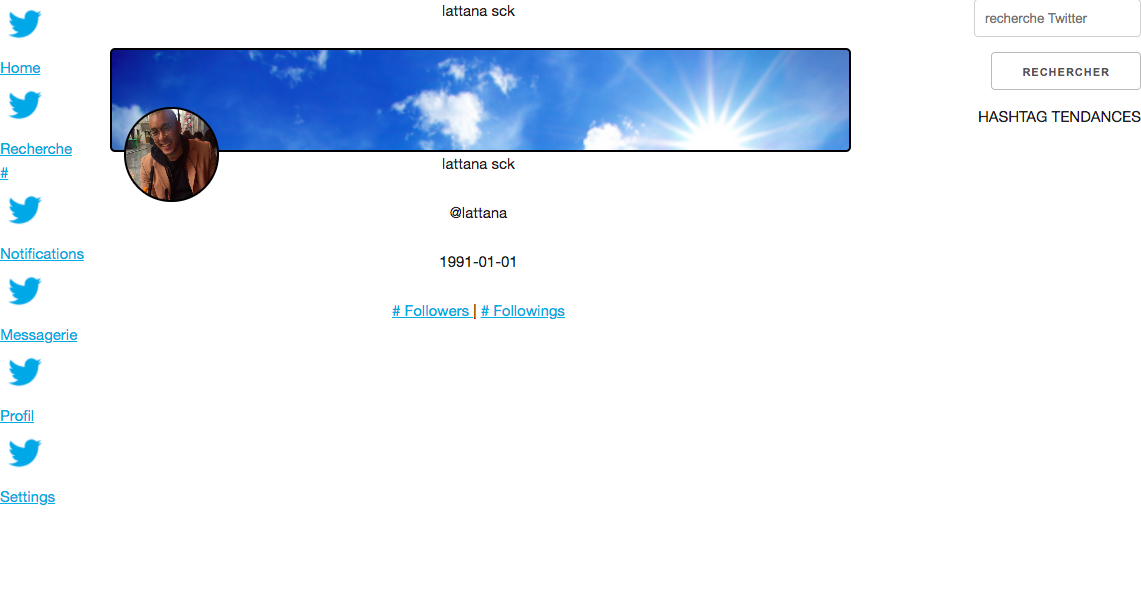 Home
Recherche
#
Notifications
Messagerie
Profil
Settings
lattana sck
lattana sck
@lattana
1991-01-01
# Followers | # Followings
recherche Twitter
RECHERCHER
HASHTAG TENDANCES